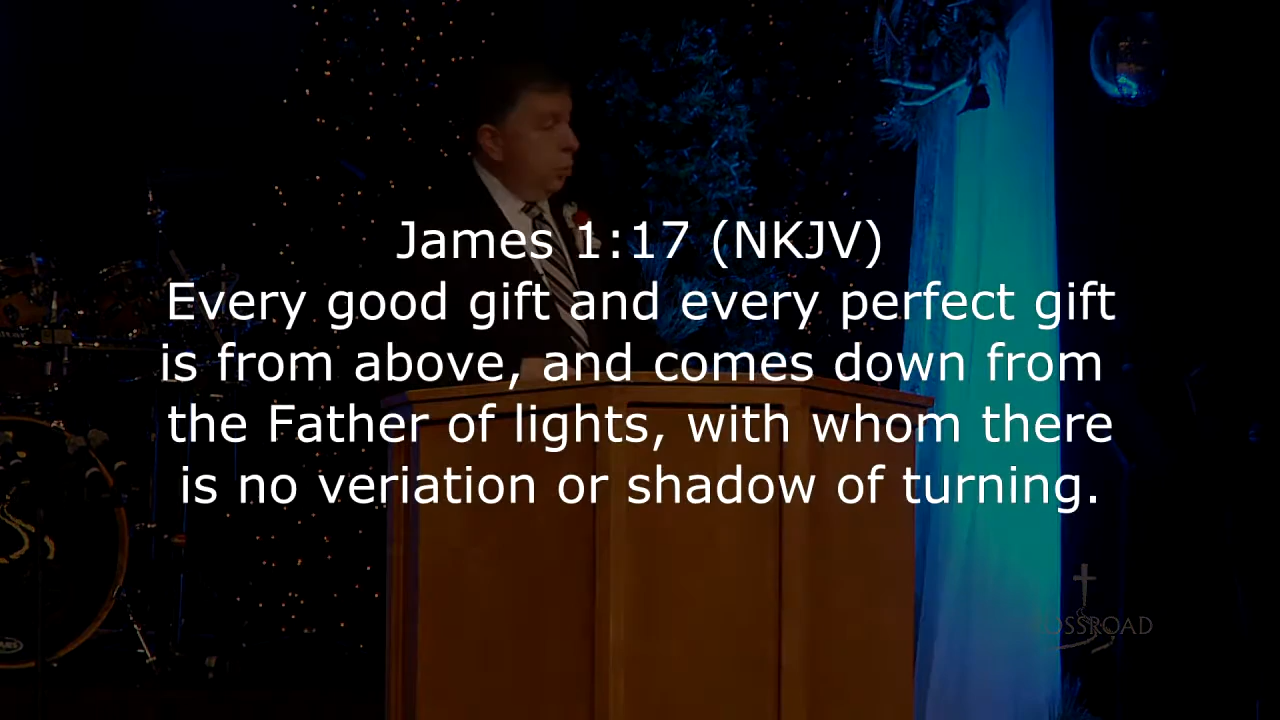 James 1:17 (NKJV)
Every good gift and every perfect gift
is from above, and comes down from
the Father of lights, with whom there
is no veriation or shadow of turning.
OSSROAD